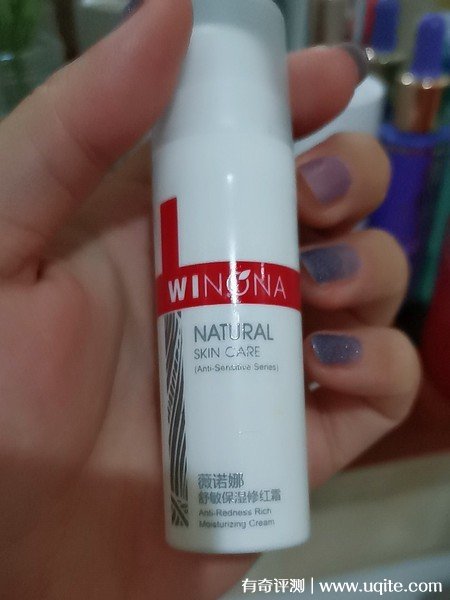 WINONA
NATURAL
SKIN CARE
(Anti-Sensitive Series)
薇诺娜
舒敏保湿修红霜
Anti-Redness Rich
Moisturizing Cream
有奇评测 | www.uqite.com